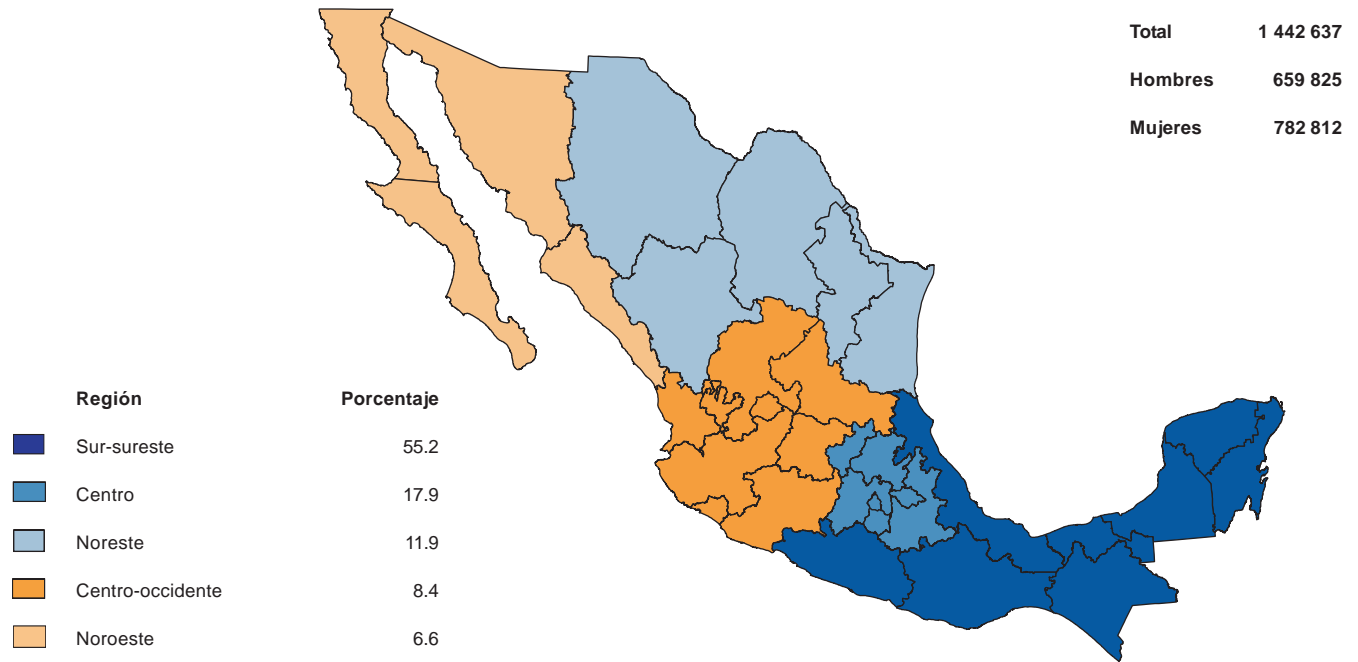 Total 1 442 637
Hombres 659 825
Mujeres 782 812
Región Porcentaje
Sur-sureste 55.2
Centro 17.9
Noreste 11.9
Centro-occidente 8.4
Noroeste 6.6